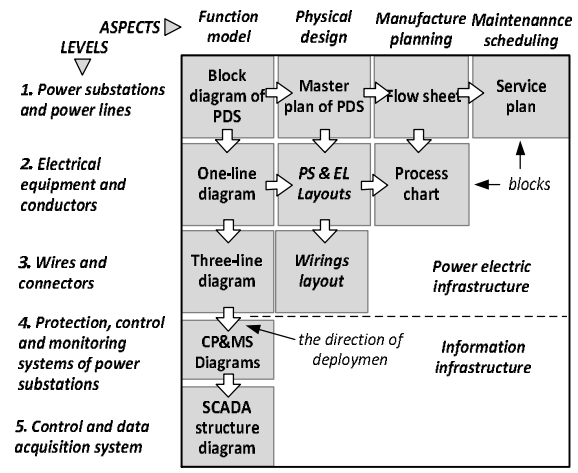 ASPECTS
Function
model
Physical
design
Manufacture
planning
Maintenannce
scheduling
LEVELS
1. Power substations
and power lines
Block
diagram of
PDS
Master
plan of PDS
Flow sheet
Service
plan
2. Electrical
equipment and
conductors
One-line
diagram
PS & EL
Layouts
Process
chart
blocks
3. Wires and
connectors
Three-line
diagram
Wirings
layout
Power electric
infrastructure
4. Protection, control
and monitoring
systems of power
substations
CP&MS
Diagrams
the direction of
deploymen
Information
infrastructure
5. Control and data
acquisition system
SCADA
structure
diagram